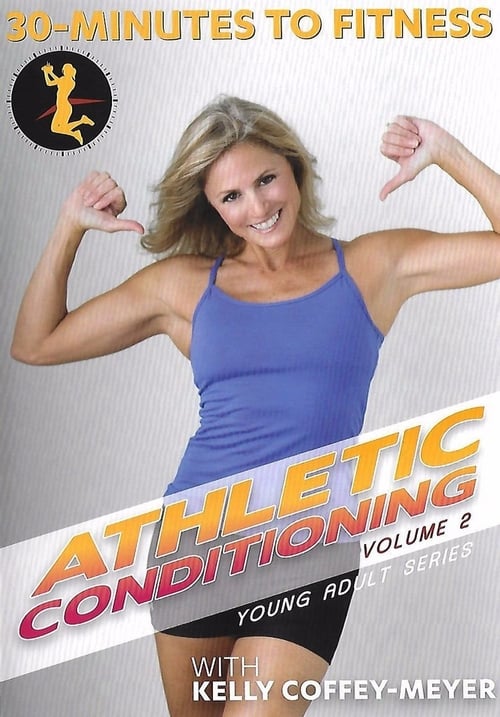 30-MINUTES TO FITNESS
ATHLETIC
CONDITIONING
VOLUME 2
YOUNG ADULT SERIES
WITH
KELLY COFFEY-MEYER